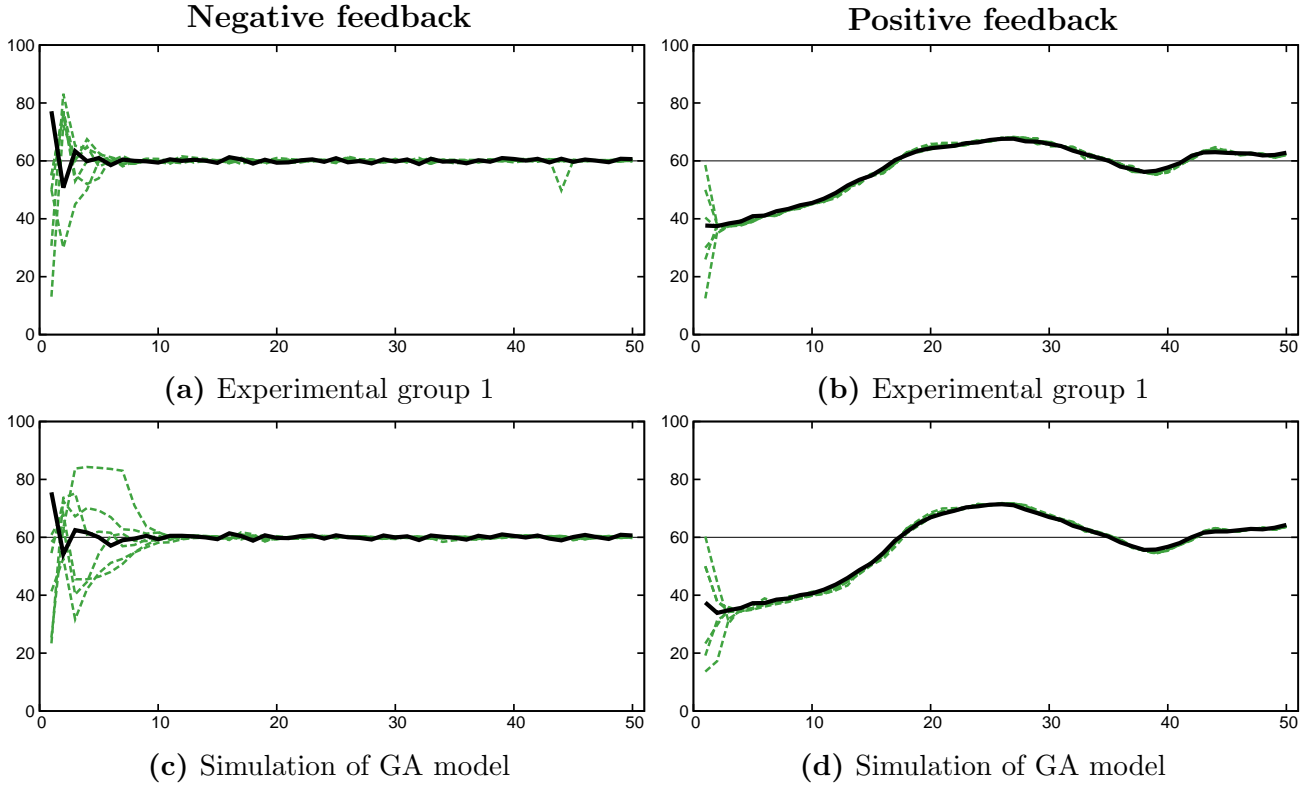 Negative feedback
Positive feedback
100
80
60
40
20
0
0 10 20 30 40 50
(a) Experimental group 1
100
80
60
40
20
0
0 10 20 30 40 50
(b) Experimental group 1
100
80
60
40
20
0
0 10 20 30 40 50
(c) Simulation of GA model
100
80
60
40
20
0
0 10 20 30 40 50
(d) Simulation of GA model